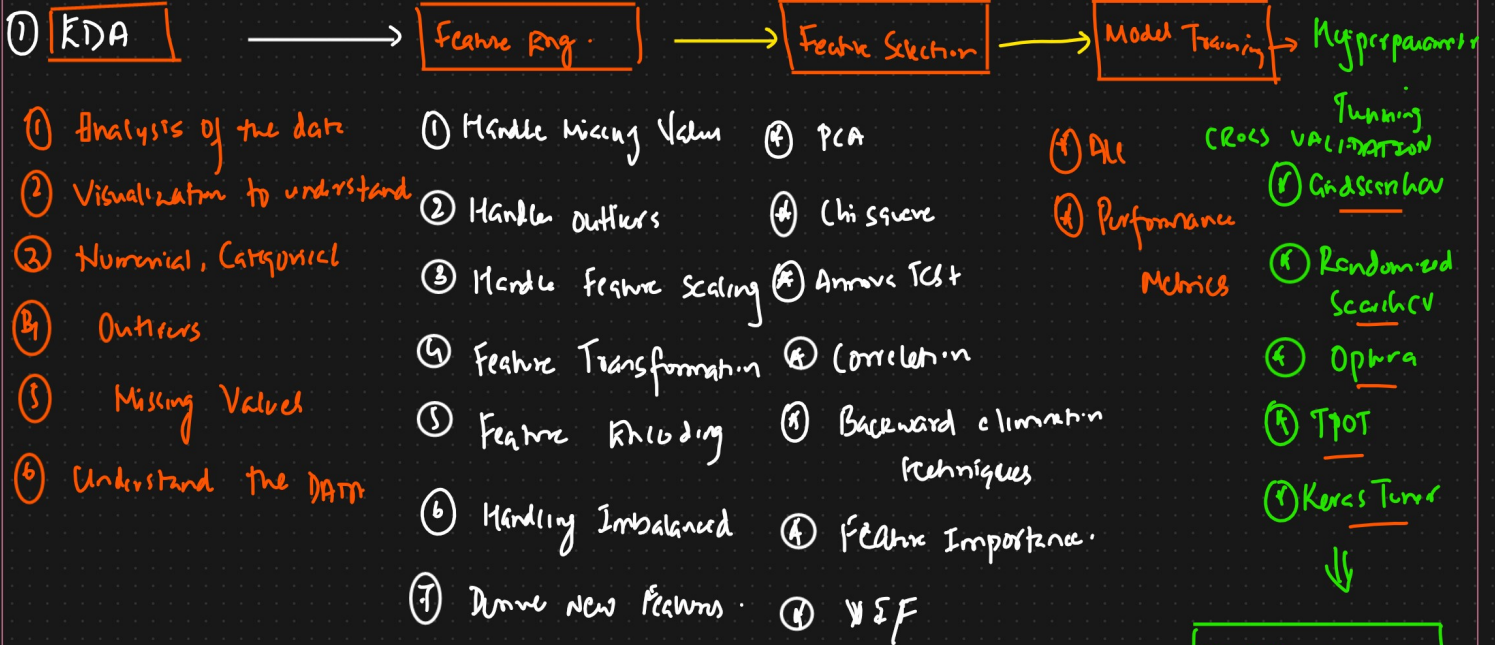 ① EDA
Feature Eng.
Feature Selection
Model Training
Hyperparameter
Tunning
① Analysis of the data
② Visualization to understand
③ Numerical, Categorical
④ Outliers
⑤ Missing Values
⑥ Understand the DATA
① Handle Missing Values
② Handle outliers
③ Handle Feature Scaling
④ Feature Transformation
⑤ Feature Encoding
⑥ Handling Imbalanced
⑦ Derive New Features.
PCA
Chi square
Annova Test
Correlation
Backward elimination
techniques
Feature Importance.
VIF
All
Performance
Metrics
CROSS VALIDATION
Gridsearchcv
Randomized
Searchcv
Optuna
TPOT
Keras Tuner